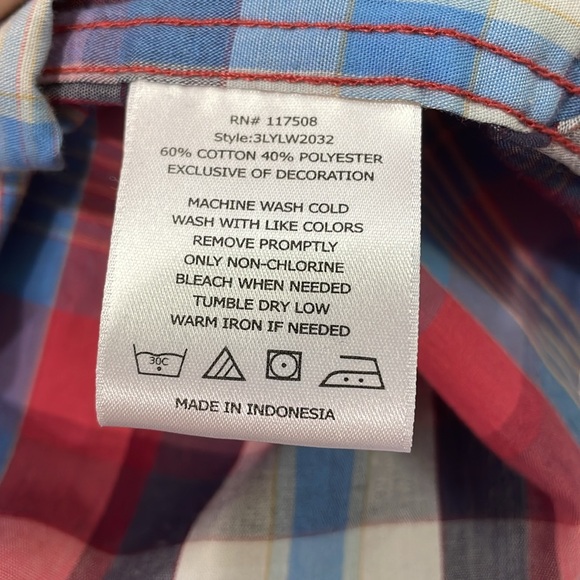 RN# 117508
Style:3LYLW2032
60% COTTON 40% POLYESTER
EXCLUSIVE OF DECORATION
MACHINE WASH COLD
WASH WITH LIKE COLORS
REMOVE PROMPTLY
ONLY NON-CHLORINE
BLEACH WHEN NEEDED
TUMBLE DRY LOW
WARM IRON IF NEEDED
30C
MADE IN INDONESIA